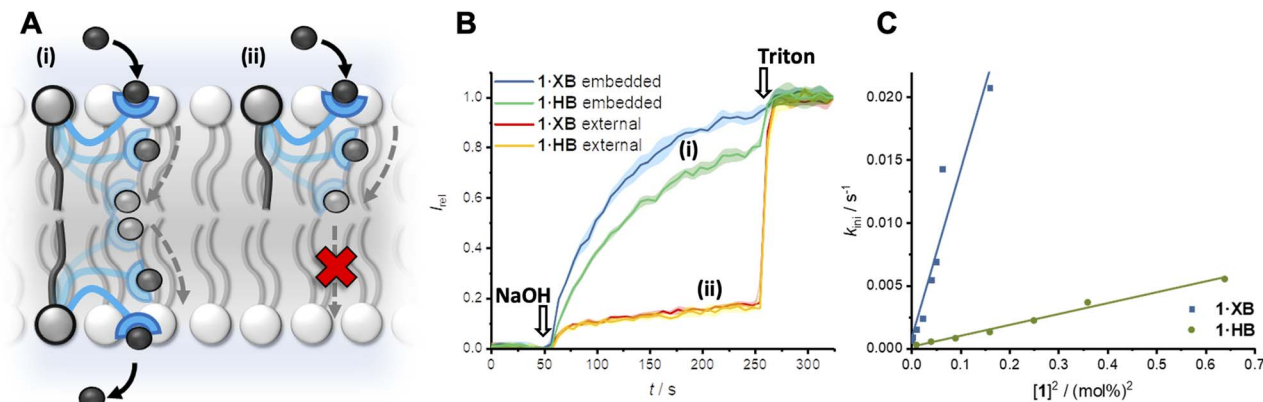 A
(i)
(ii)
B
Triton
1·XB embedded
1·HB embedded
1·XB external
1·HB external
(i)
(ii)
NaOH
1.0
0.8
0.6
0.4
0.2
0.0
I rel
0
50
100
150
200
250
300
t / s
C
0.020
0.015
0.010
0.005
0.000
k ini / s⁻¹
1·XB
1·HB
0.0
0.1
0.2
0.3
0.4
0.5
0.6
0.7
[1]² / (mol%)²